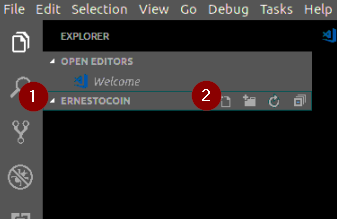 File Edit Selection View Go Debug Tasks Help
EXPLORER
OPEN EDITORS
Welcome
1 ERNESTOCOIN 2